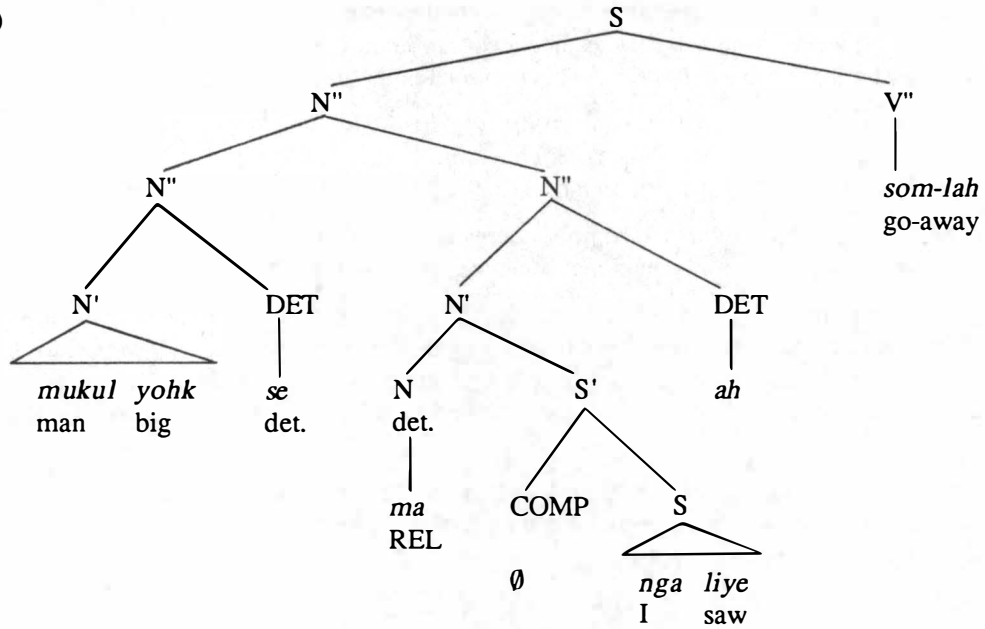 )
S
N" V"
N" N" som-lah
go-away
N' DET N' DET
mukul yohk se N S' ah
man big det. det.
ma COMP S
REL
Ø nga liye
I saw